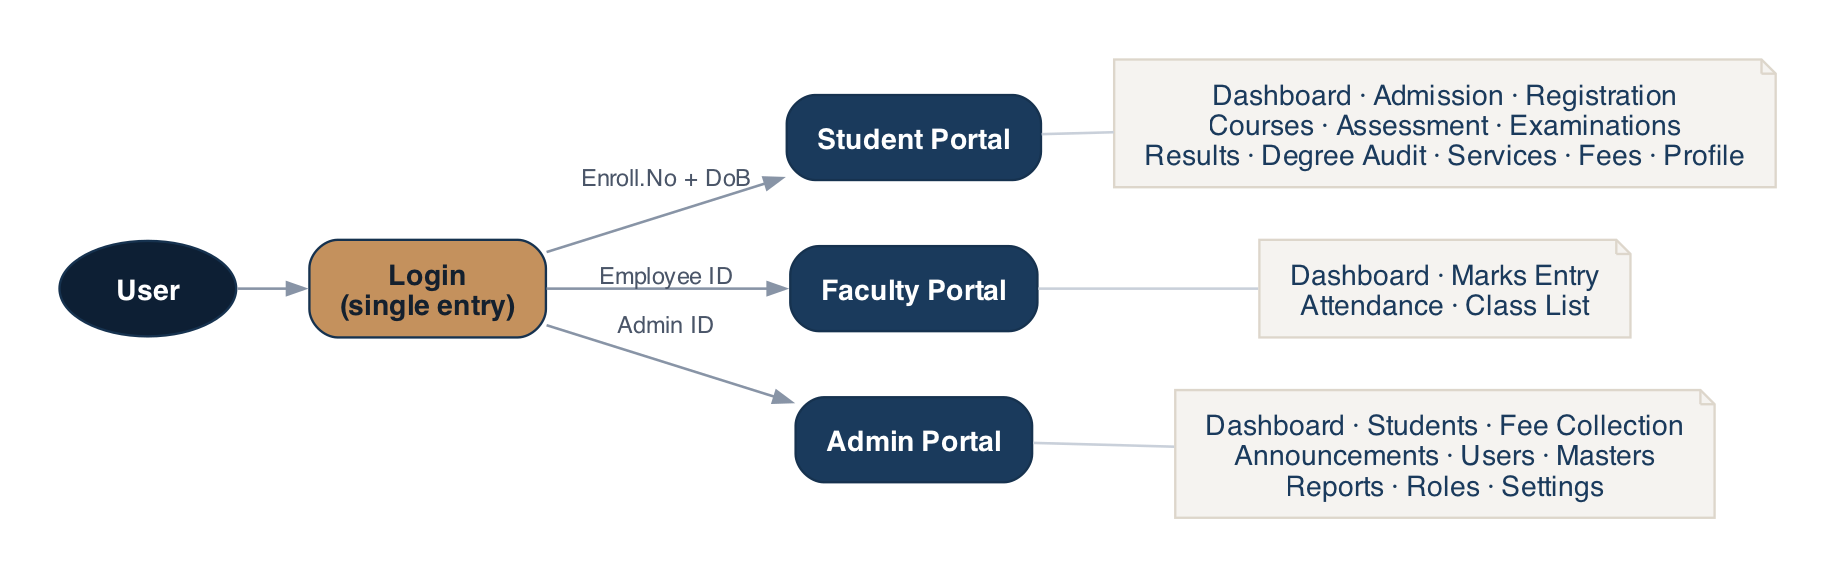 User
Login
(single entry)
Enroll.No + DoB
Employee ID
Admin ID
Student Portal
Dashboard · Admission · Registration
Courses · Assessment · Examinations
Results · Degree Audit · Services · Fees · Profile
Faculty Portal
Dashboard · Marks Entry
Attendance · Class List
Admin Portal
Dashboard · Students · Fee Collection
Announcements · Users · Masters
Reports · Roles · Settings